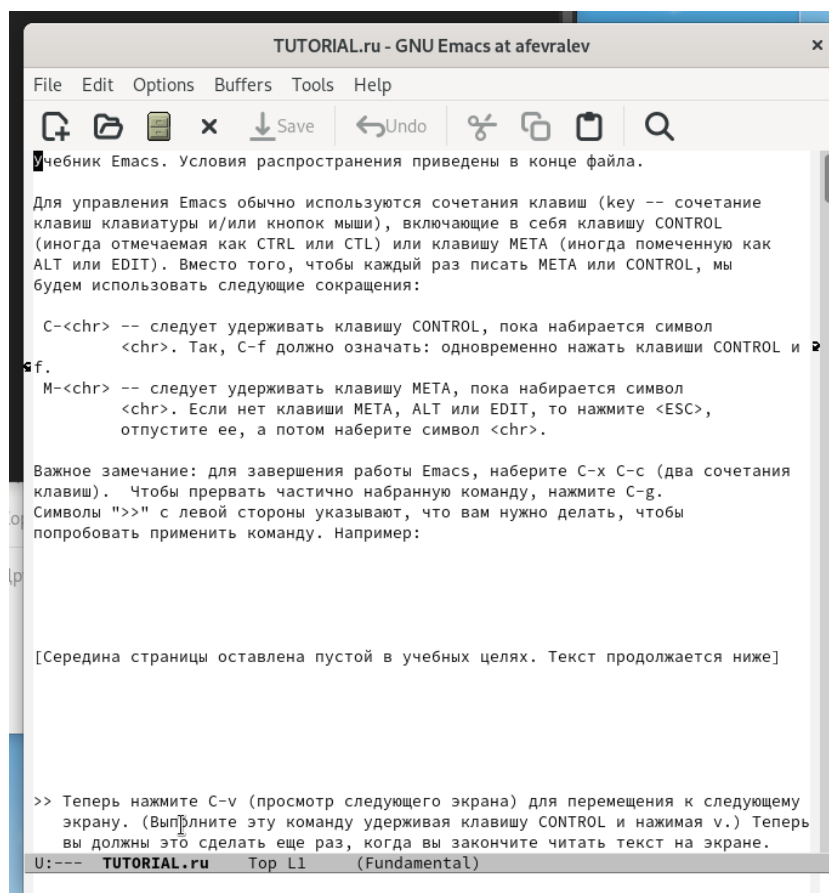 TUTORIAL.ru - GNU Emacs at afevralev
File Edit Options Buffers Tools Help
Save Undo
Учебник Emacs. Условия распространения приведены в конце файла.
Для управления Emacs обычно используются сочетания клавиш (key -- сочетание
клавиш клавиатуры и/или кнопок мыши), включающие в себя клавишу CONTROL
(иногда отмечаемая как CTRL или CTL) или клавишу META (иногда помеченную как
ALT или EDIT). Вместо того, чтобы каждый раз писать META или CONTROL, мы
будем использовать следующие сокращения:
C-<chr> -- следует удерживать клавишу CONTROL, пока набирается символ
<chr>. Так, C-f должно означать: одновременно нажать клавиши CONTROL и
f.
M-<chr> -- следует удерживать клавишу META, пока набирается символ
<chr>. Если нет клавиши META, ALT или EDIT, то нажмите <ESC>,
отпустите ее, а потом наберите символ <chr>.
Важное замечание: для завершения работы Emacs, наберите C-x C-c (два сочетания
клавиш).  Чтобы прервать частично набранную команду, нажмите C-g.
Символы ">>" с левой стороны указывают, что вам нужно делать, чтобы
попробовать применить команду. Например:
[Середина страницы оставлена пустой в учебных целях. Текст продолжается ниже]
>> Теперь нажмите C-v (просмотр следующего экрана) для перемещения к следующему
экрану. (Выполните эту команду удерживая клавишу CONTROL и нажимая v.) Теперь
вы должны это сделать еще раз, когда вы закончите читать текст на экране.
U:--- TUTORIAL.ru Top L1 (Fundamental)